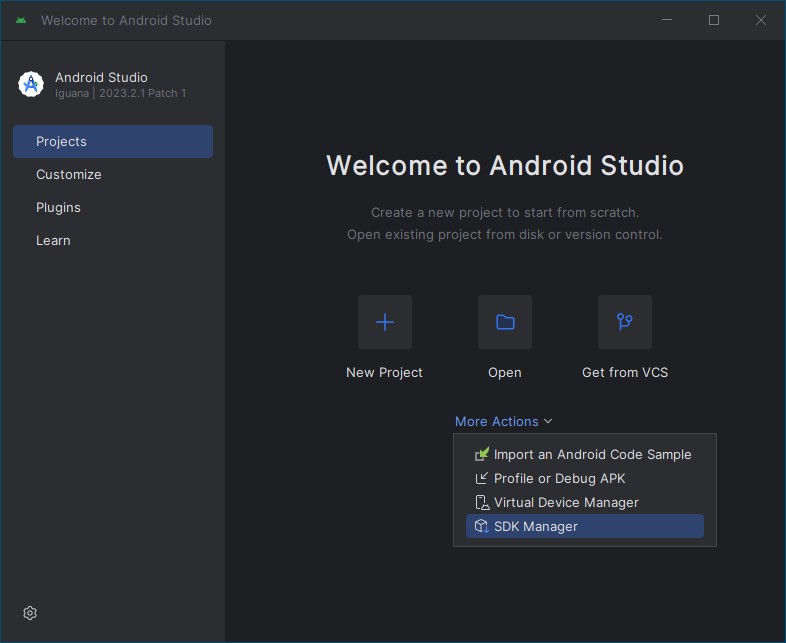 Welcome to Android Studio
Android Studio
Iguana | 2023.2.1 Patch 1
Projects
Customize
Plugins
Learn
Welcome to Android Studio
Create a new project to start from scratch.
Open existing project from disk or version control.
New Project
Open
Get from VCS
More Actions
Import an Android Code Sample
Profile or Debug APK
Virtual Device Manager
SDK Manager